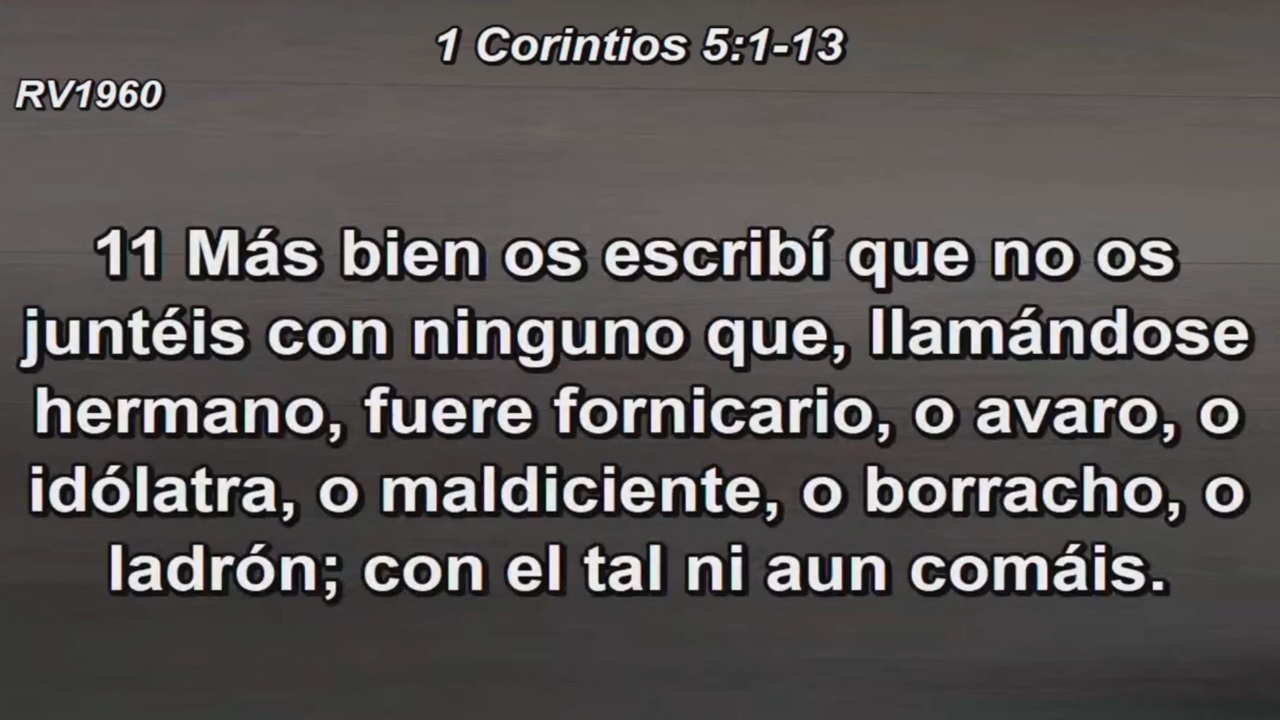 1 Corintios 5:1-13
RV1960
11 Más bien os escribí que no os
juntéis con ninguno que, llamándose
hermano, fuere fornicario, o avaro, o
idólatra, o maldiciente, o borracho, o
ladrón; con el tal ni aun comáis.